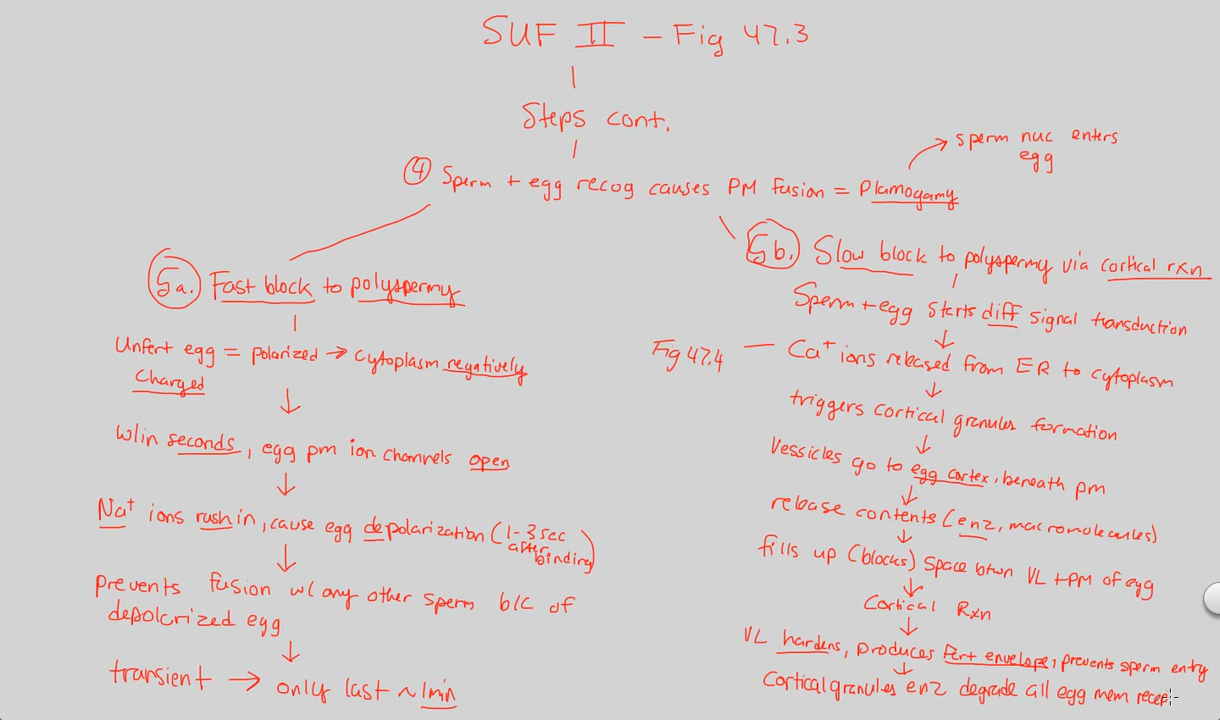 SUF II - Fig 47.3
Steps cont.
④ Sperm + egg recog causes PM fusion = Plamogamy
sperm nuc enters
egg
5a. Fast block to polyspermy
Unfert egg = polarized → cytoplasm negatively
Charged
W/in seconds, egg pm ion channels open
Na⁺ ions rush in, cause egg depolarization (1-3 sec
after
binding)
prevents fusion w/ any other sperm b/c of
depolarized egg
transient → only last ~1min
5b. Slow block to polyspermy via cortical rxn
Sperm + egg starts diff signal transduction
Fig 47.4 — Ca⁺ ions released from ER to cytoplasm
triggers cortical granules formation
Vessicles go to egg cortex, beneath pm
release contents (enz, macromolecules)
fills up (blocks) space btwn VL + PM of egg
Cortical Rxn
VL hardens, produces fert envelope, prevents sperm entry
Cortical granules enz degrade all egg mem recep